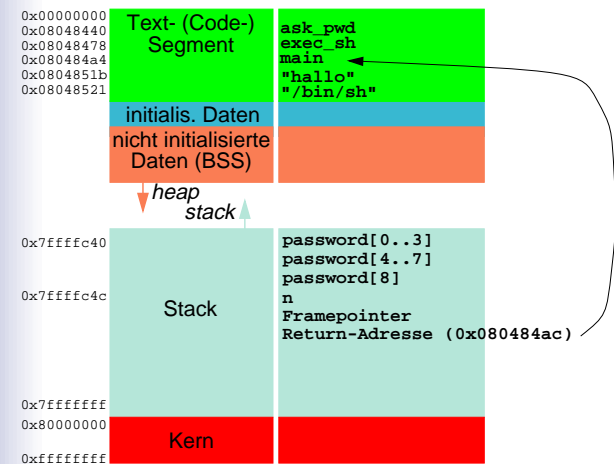 0x00000000
0x08048440
0x08048478
0x080484a4
0x0804851b
0x08048521
Text- (Code-)
Segment
ask_pwd
exec_sh
main
"hallo"
"/bin/sh"
initialis. Daten
nicht initialisierte
Daten (BSS)
heap
stack
0x7ffffc40
0x7ffffc4c
0x7fffffff
Stack
password[0..3]
password[4..7]
password[8]
n
Framepointer
Return-Adresse (0x080484ac)
0x80000000
0xffffffff
Kern